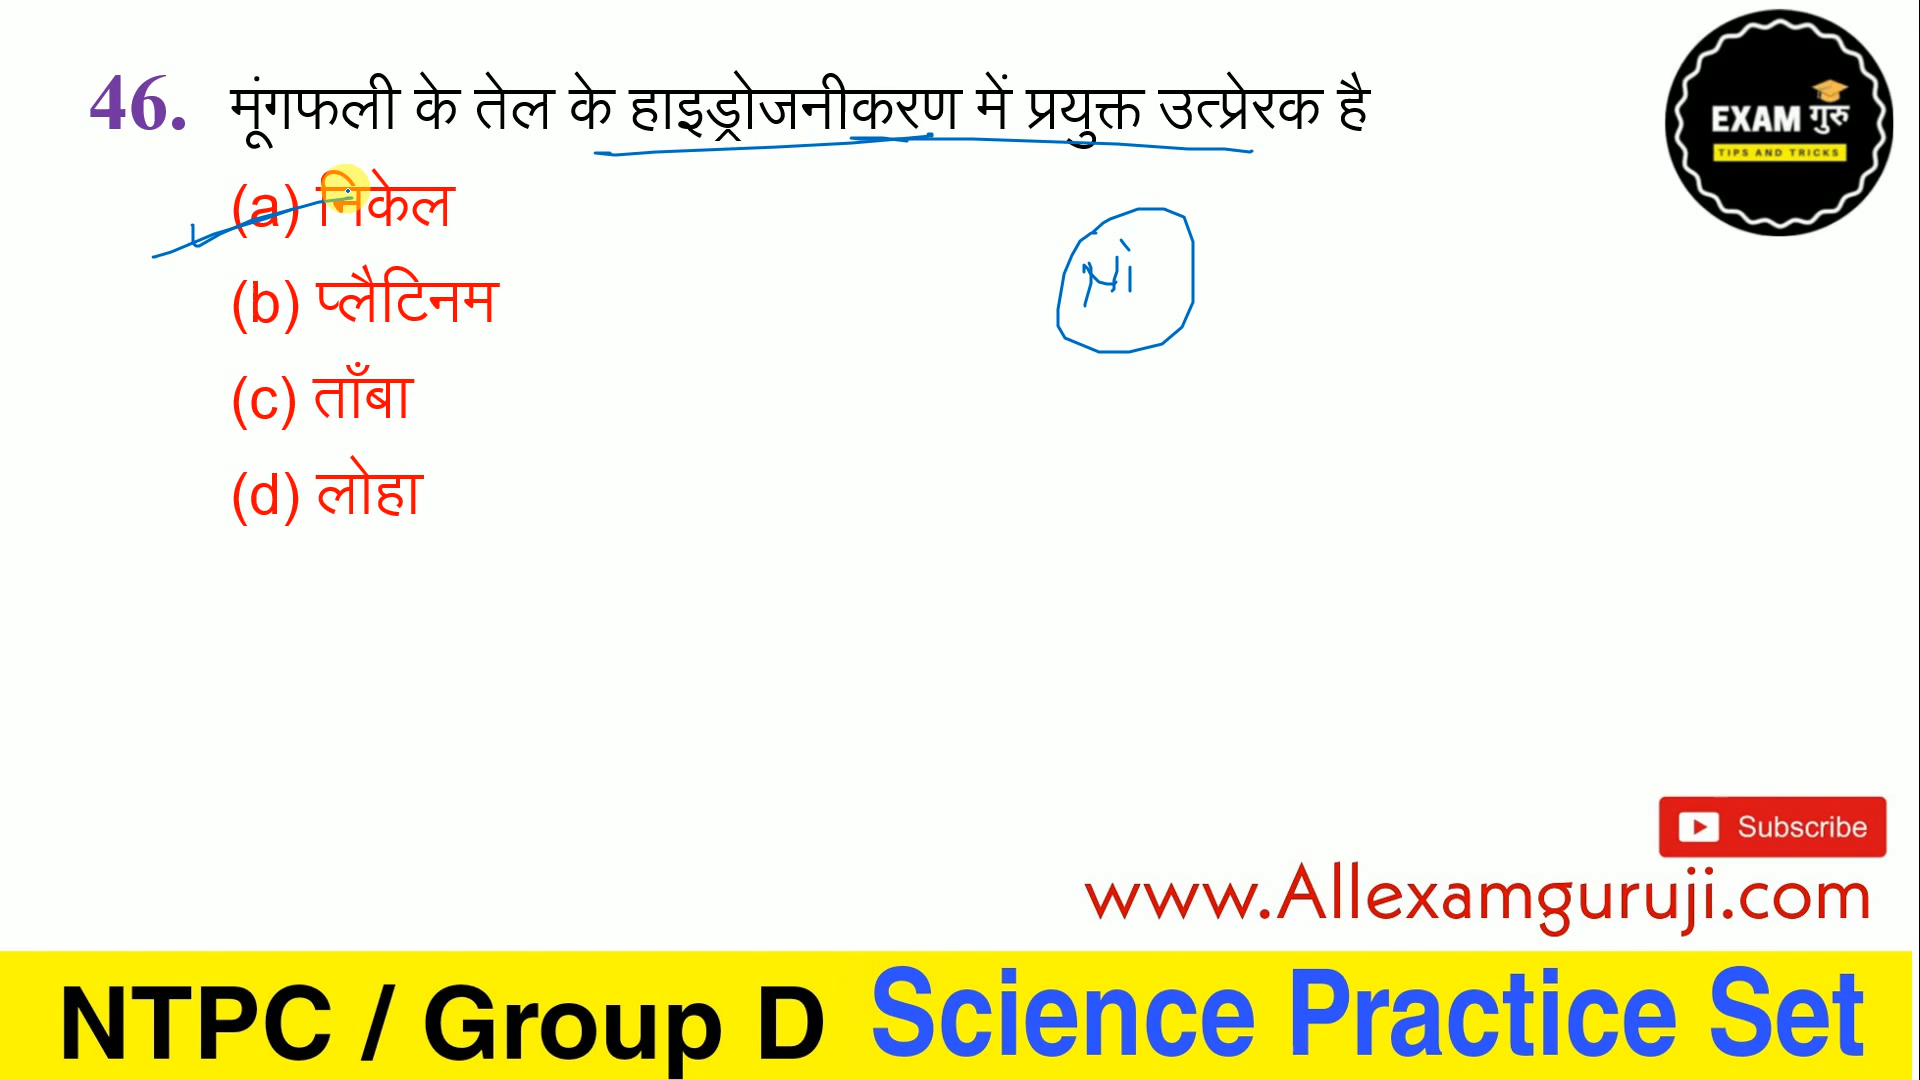 46. मूंगफली के तेल के हाइड्रोजनीकरण में प्रयुक्त उत्प्रेरक है
(a) निकेल
(b) प्लैटिनम
(c) ताँबा
(d) लोहा
Ni
EXAM गुरु
TIPS AND TRICKS
Subscribe
www.Allexamguruji.com
NTPC / Group D Science Practice Set